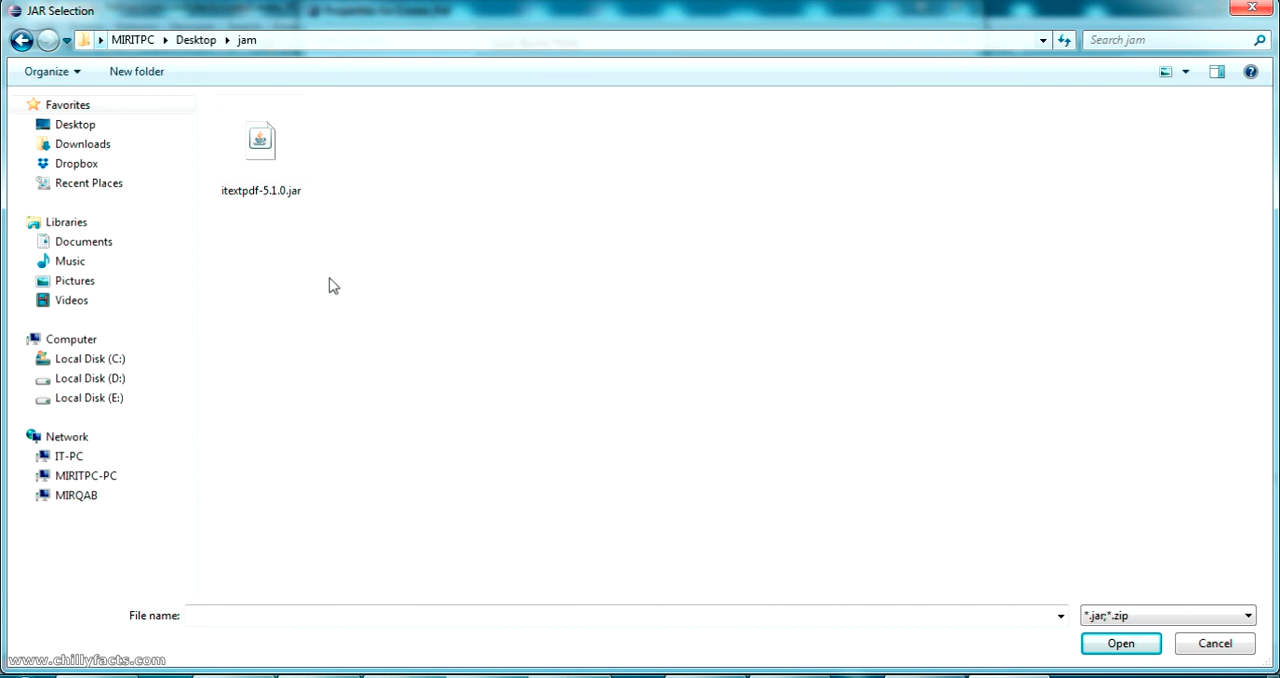 JAR Selection
MIRITPC
Desktop
jam
Search jam
Organize
New folder
Favorites
Desktop
Downloads
Dropbox
Recent Places
Libraries
Documents
Music
Pictures
Videos
Computer
Local Disk (C:)
Local Disk (D:)
Local Disk (E:)
Network
IT-PC
MIRITPC-PC
MIRQAB
itextpdf-5.1.0.jar
File name:
*.jar;*.zip
Open
Cancel
www.chillyfacts.com